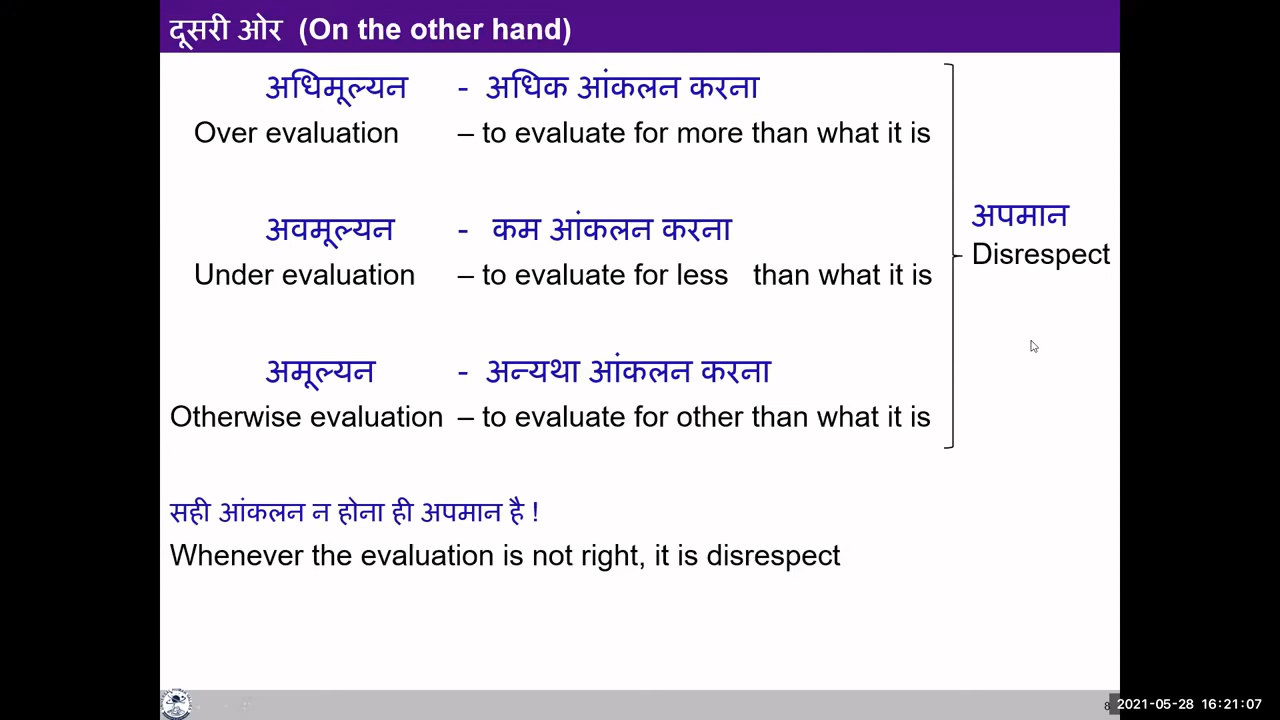 दूसरी ओर (On the other hand)
अधिमूल्यन - अधिक आंकलन करना
Over evaluation – to evaluate for more than what it is
अवमूल्यन - कम आंकलन करना
Under evaluation – to evaluate for less than what it is
अमूल्यन - अन्यथा आंकलन करना
Otherwise evaluation – to evaluate for other than what it is
अपमान
Disrespect
सही आंकलन न होना ही अपमान है !
Whenever the evaluation is not right, it is disrespect
8
2021-05-28 16:21:07